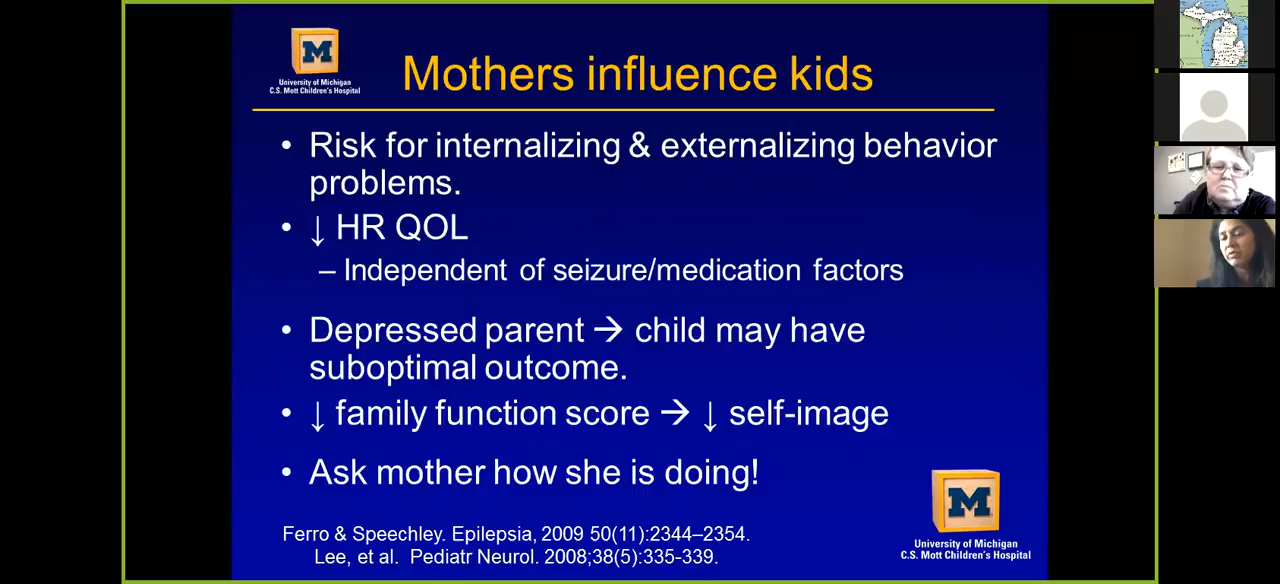 University of Michigan
C.S. Mott Children's Hospital
Mothers influence kids
• Risk for internalizing & externalizing behavior
problems.
• ↓ HR QOL
– Independent of seizure/medication factors
• Depressed parent → child may have
suboptimal outcome.
• ↓ family function score → ↓ self-image
• Ask mother how she is doing!
Ferro & Speechley. Epilepsia, 2009 50(11):2344–2354.
Lee, et al. Pediatr Neurol. 2008;38(5):335-339.
M
University of Michigan
C.S. Mott Children's Hospital